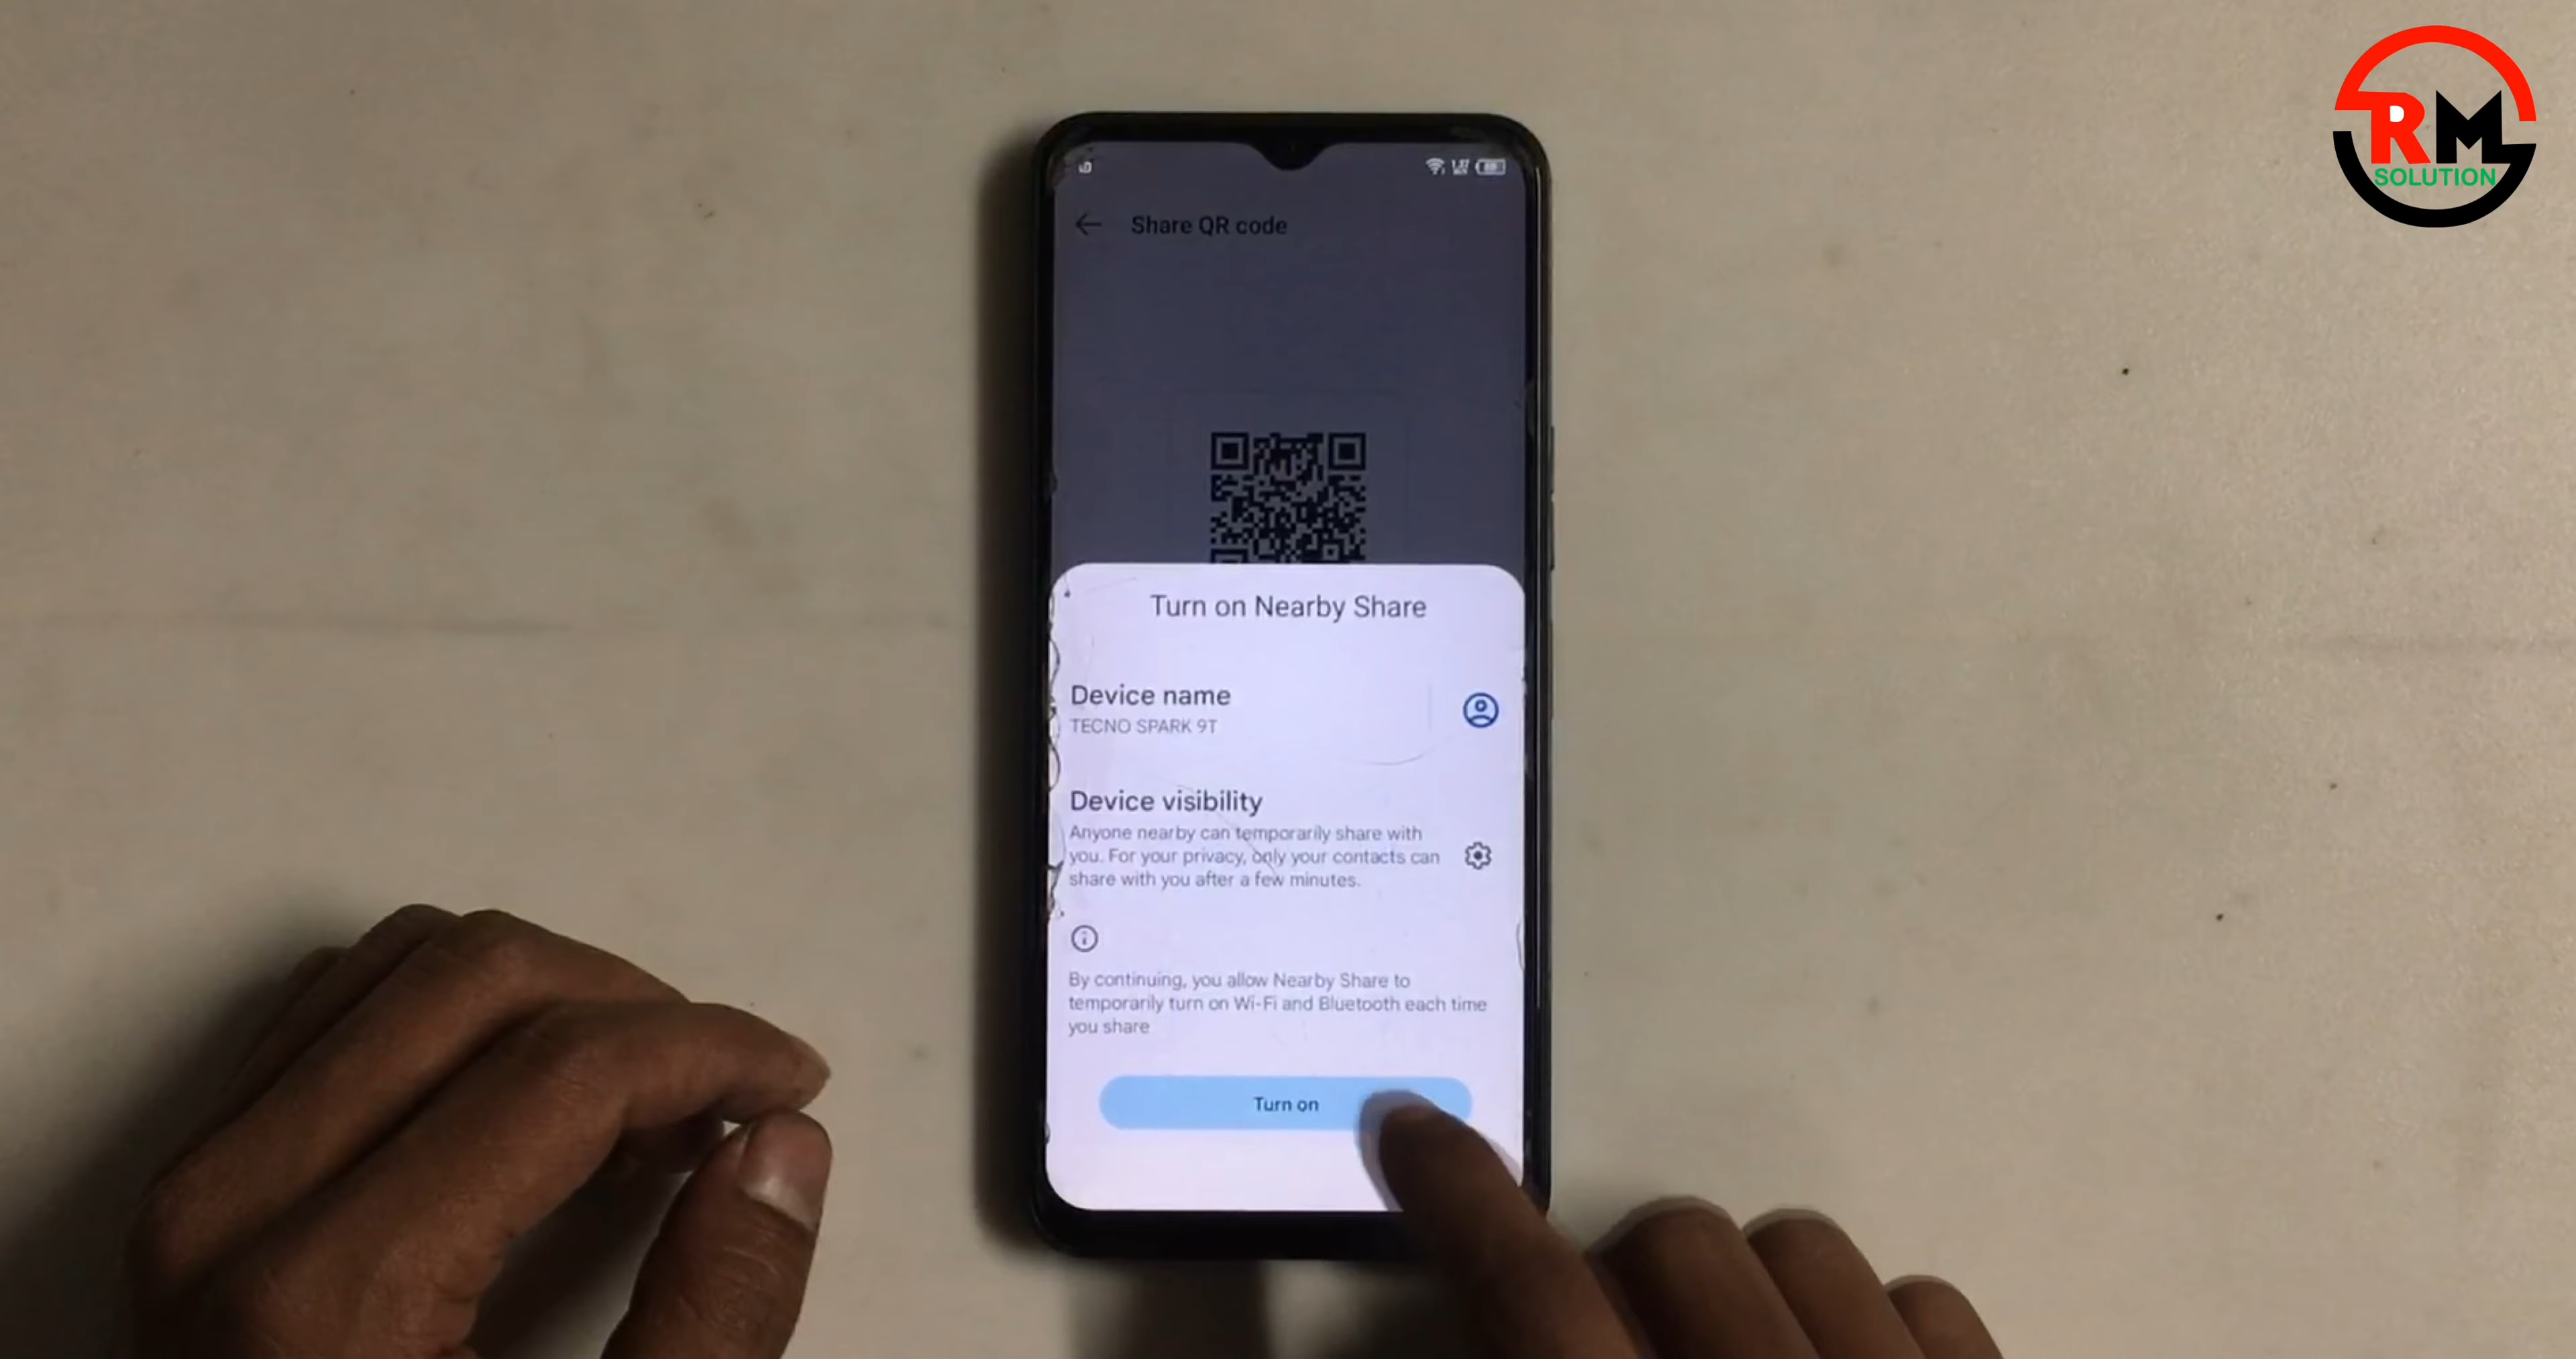 RM
SOLUTION
Share QR code
Turn on Nearby Share
Device name
TECNO SPARK 9T
Device visibility
Anyone nearby can temporarily share with
you. For your privacy, only your contacts can
share with you after a few minutes.
By continuing, you allow Nearby Share to
temporarily turn on Wi-Fi and Bluetooth each time
you share
Turn on